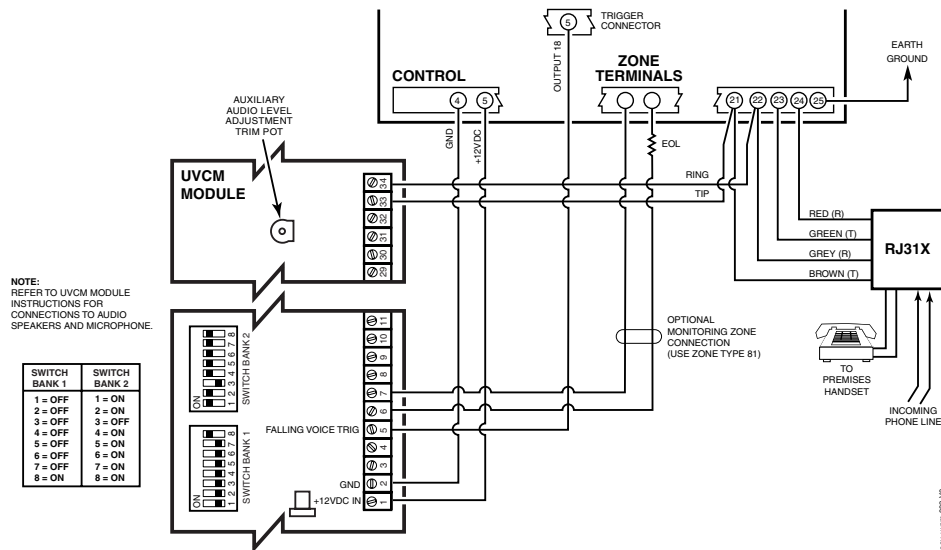 5
TRIGGER
CONNECTOR
OUTPUT 18
ZONE
TERMINALS
CONTROL
4
5
21
22
23
24
25
EARTH
GROUND
AUXILIARY
AUDIO LEVEL
ADJUSTMENT
TRIM POT
GND
+12VDC
EOL
UVCM
MODULE
34
33
32
31
30
29
RING
TIP
RED (R)
GREEN (T)
GREY (R)
BROWN (T)
RJ31X
NOTE:
REFER TO UVCM MODULE
INSTRUCTIONS FOR
CONNECTIONS TO AUDIO
SPEAKERS AND MICROPHONE.
SWITCH BANK 1
SWITCH BANK 2
1 = OFF 1 = ON
2 = OFF 2 = ON
3 = OFF 3 = OFF
4 = OFF 4 = ON
5 = OFF 5 = ON
6 = OFF 6 = ON
7 = OFF 7 = ON
8 = ON 8 = ON
ON
1 2 3 4 5 6 7 8
SWITCH BANK 2
ON
1 2 3 4 5 6 7 8
SWITCH BANK 1
11
10
9
8
7
6
5
4
3
2
1
FALLING VOICE TRIG
GND
+12VDC IN
OPTIONAL
MONITORING ZONE
CONNECTION
(USE ZONE TYPE 81)
TO
PREMISES
HANDSET
INCOMING
PHONE LINE